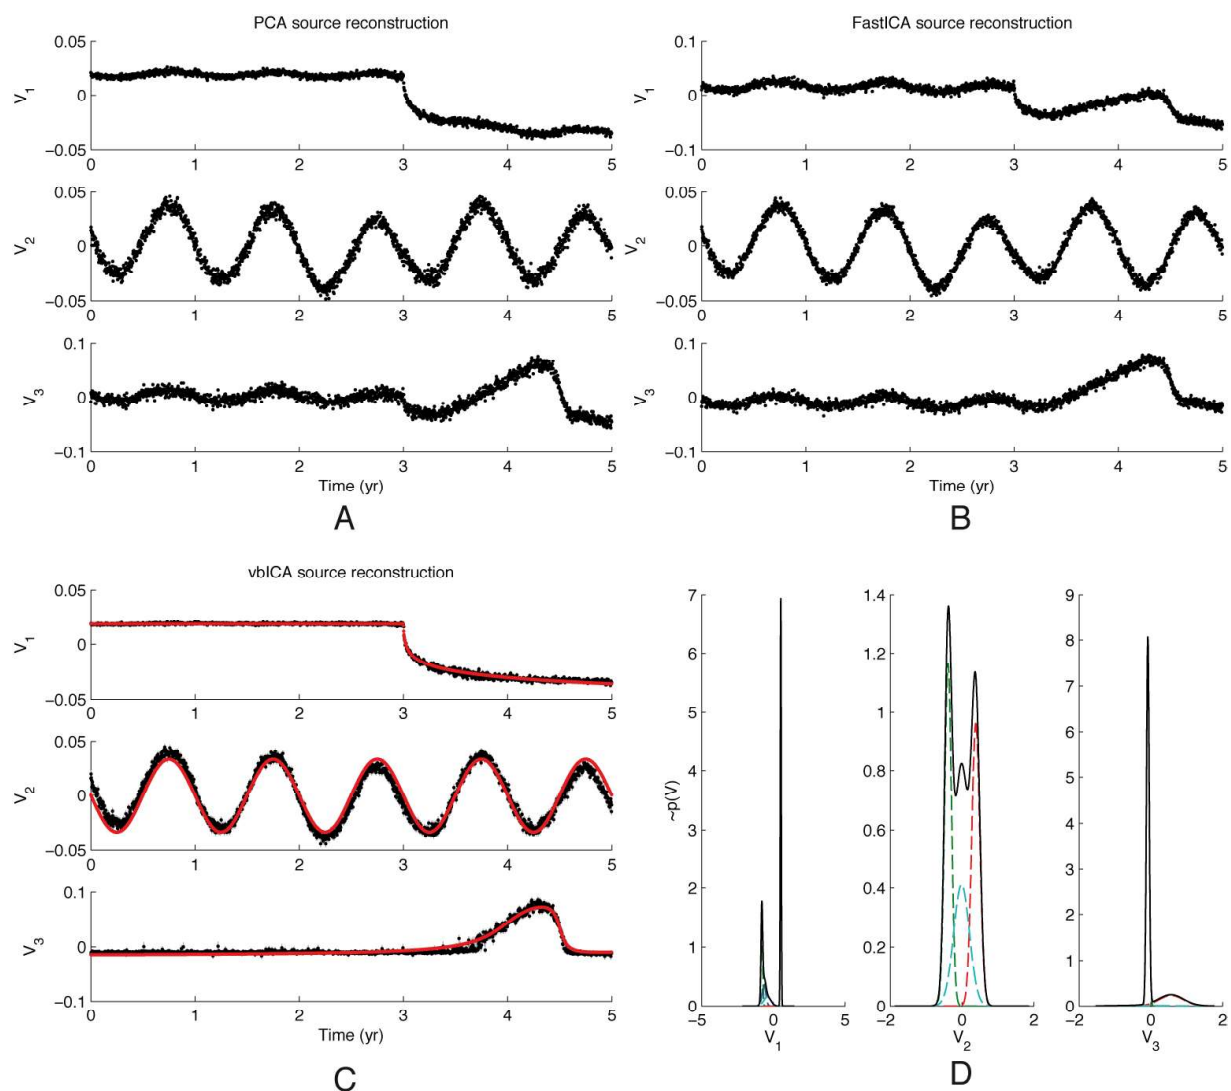 PCA source reconstruction
0.05
0
−0.05
V1
0 1 2 3 4 5
0.05
0
−0.05
V2
0 1 2 3 4 5
0.1
0
−0.1
V3
0 1 2 3 4 5
Time (yr)
A
FastICA source reconstruction
0.1
0
−0.1
V1
0 1 2 3 4 5
0.05
0
−0.05
V2
0 1 2 3 4 5
0.1
0
−0.1
V3
0 1 2 3 4 5
Time (yr)
B
vbICA source reconstruction
0.05
0
−0.05
V1
0 1 2 3 4 5
0.05
0
−0.05
V2
0 1 2 3 4 5
0.1
0
−0.1
V3
0 1 2 3 4 5
Time (yr)
C
7
6
5
4
3
2
1
0
~p(V)
−5 0 5
V1
1.4
1.2
1
0.8
0.6
0.4
0.2
0
−2 0 2
V2
9
8
7
6
5
4
3
2
1
0
−2 0 2
V3
D